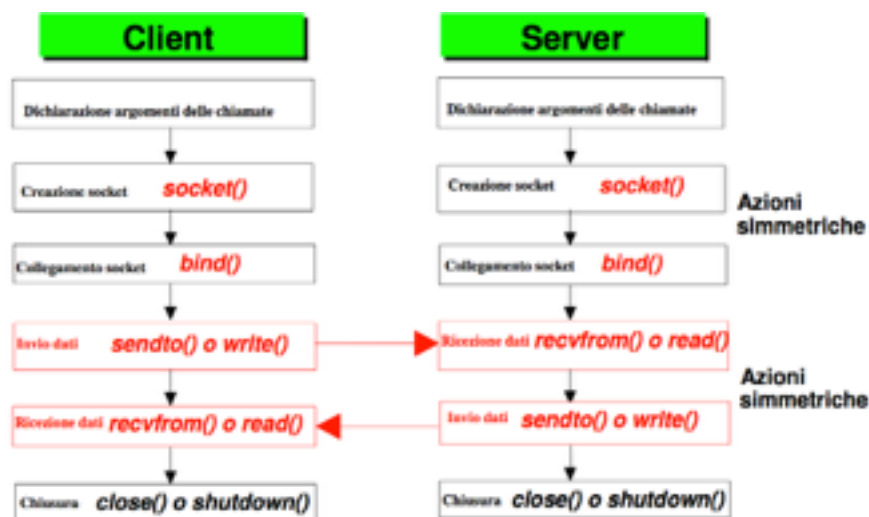 Client
Server
Dichiarazione argomenti delle chiamate
Dichiarazione argomenti delle chiamate
Creazione socket socket()
Creazione socket socket()
Azioni
simmetriche
Collegamento socket bind()
Collegamento socket bind()
Invio dati sendto() o write()
Ricezione dati recvfrom() o read()
Azioni
simmetriche
Ricezione dati recvfrom() o read()
Invio dati sendto() o write()
Chiusura close() o shutdown()
Chiusura close() o shutdown()